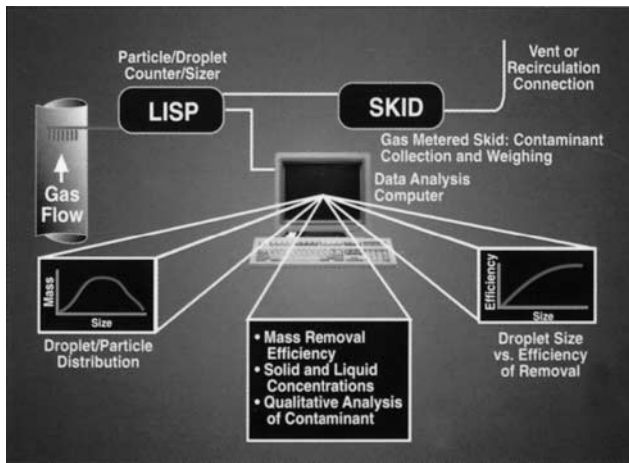 Particle/Droplet
Counter/Sizer
LISP
SKID
Vent or
Recirculation
Connection
Gas Metered Skid: Contaminant
Collection and Weighing
Data Analysis
Computer
Gas
Flow
Mass
Size
Droplet/Particle
Distribution
• Mass Removal
Efficiency
• Solid and Liquid
Concentrations
• Qualitative Analysis
of Contaminant
Efficiency
Size
Droplet Size
vs. Efficiency
of Removal